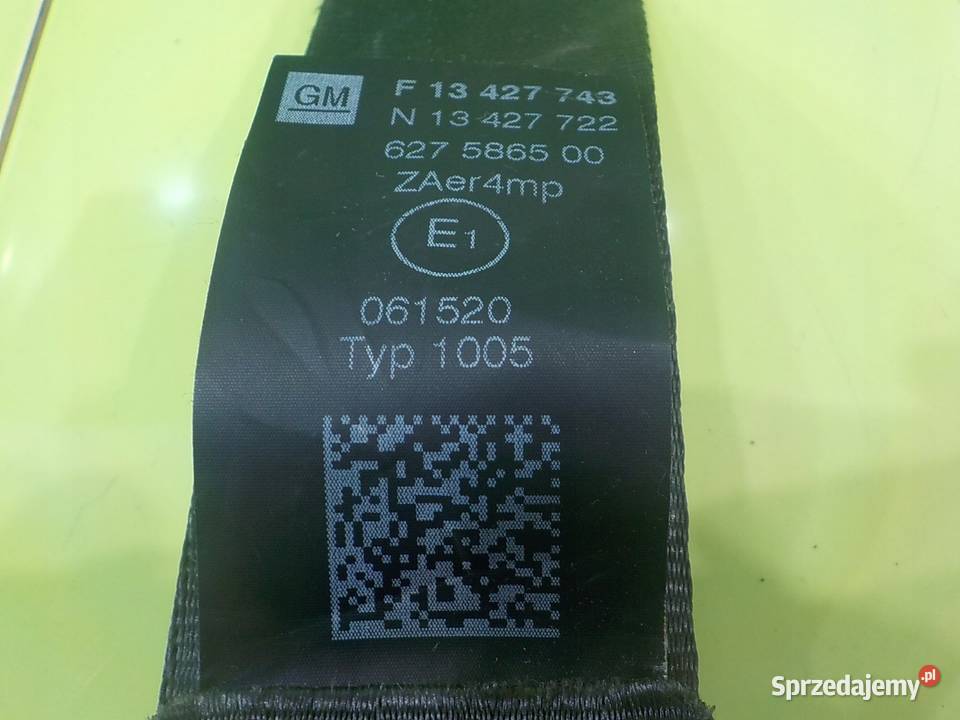 GM
F 13 427 743
N 13 427 722
627 5865 00
ZAer4mp
E1
061520
Typ 1005
Sprzedajemy.pl